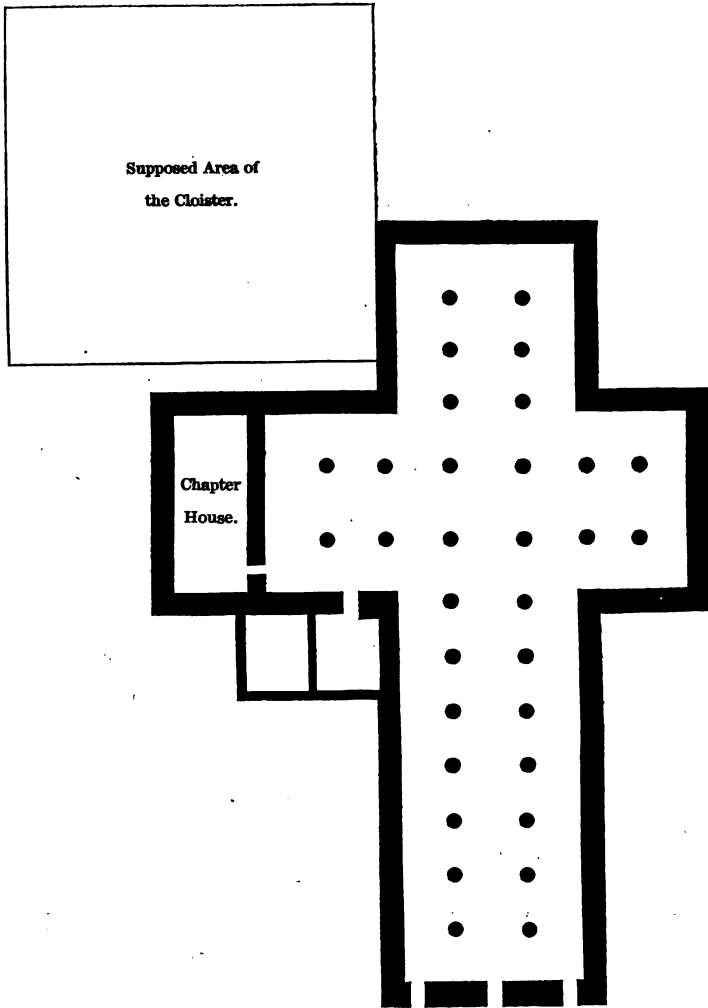 Supposed Area of
the Cloister.
Chapter
House.